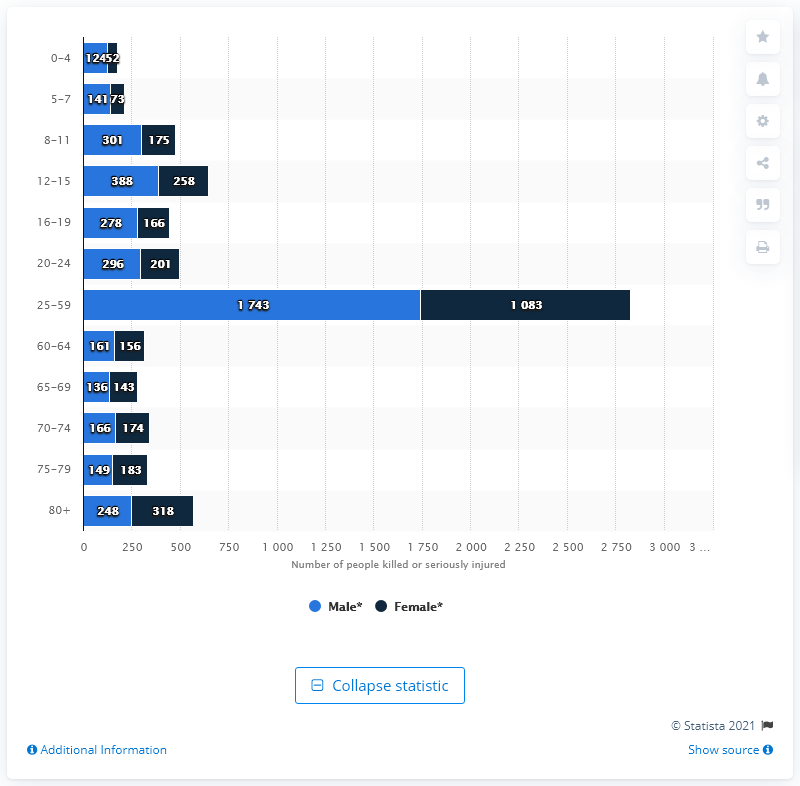 0–4 124 52
5–7 141 73
8–11 301 175
12–15 388 258
16–19 278 166
20–24 296 201
25–59 1 743 1 083
60–64 161 156
65–69 136 143
70–74 166 174
75–79 149 183
80+ 248 318
0 250 500 750 1 000 1 250 1 500 1 750 2 000 2 250 2 500 2 750 3 000 3 ...
Number of people killed or seriously injured
Male* Female*
Collapse statistic
© Statista 2021
Additional Information Show source